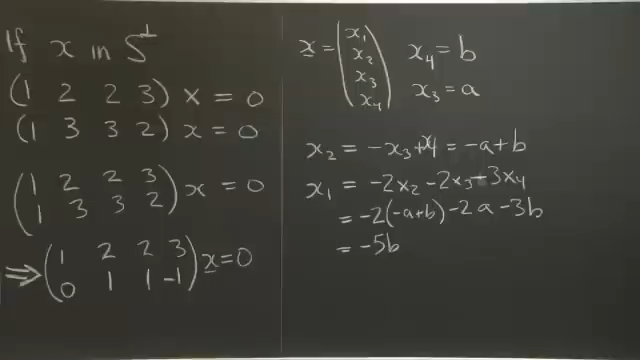 If x in S⊥
(1 2 2 3) x = 0
(1 3 3 2) x = 0
(1 2 2 3
1 3 3 2) x = 0
⇒ (1 2 2 3
0 1 1 -1) x = 0
x = (x₁
x₂
x₃
x₄)
x₄ = b
x₃ = a
x₂ = -x₃+x₄ = -a+b
x₁ = -2x₂ -2x₃ -3x₄
= -2(-a+b) -2a -3b
= -5b